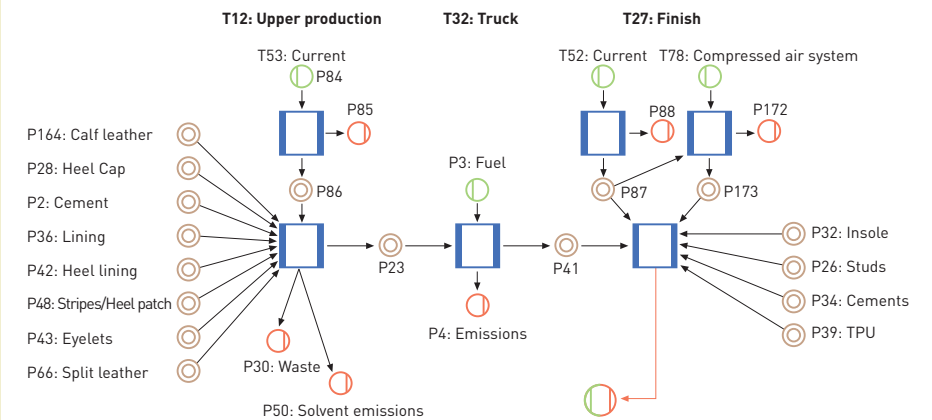 T12: Upper production
T32: Truck
T27: Finish
T53: Current
T52: Current
T78: Compressed air system
P84
P85
P88
P172
P164: Calf leather
P28: Heel Cap
P3: Fuel
P86
P87
P173
P2: Cement
P36: Lining
P32: Insole
P42: Heel lining
P23
P41
P26: Studs
P48: Stripes/Heel patch
P34: Cements
P43: Eyelets
P4: Emissions
P39: TPU
P66: Split leather
P30: Waste
P50: Solvent emissions